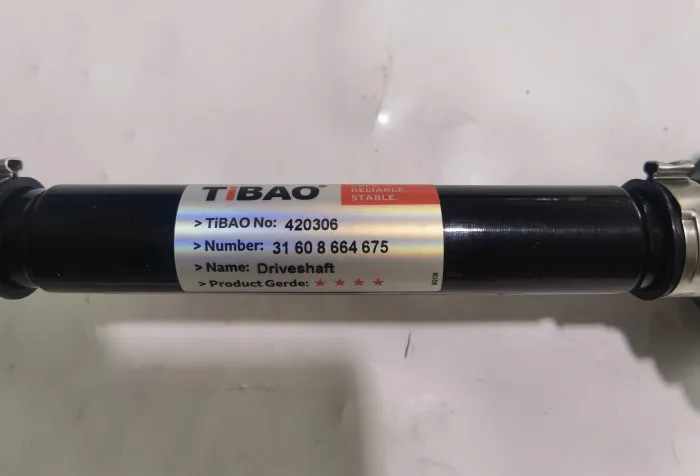 TiBAO®
RELIABLE.
STABLE.
> TiBAO No: 420306
> Number: 31 60 8 664 675
> Name: Driveshaft
> Product Gerde: ★ ★ ★ ★